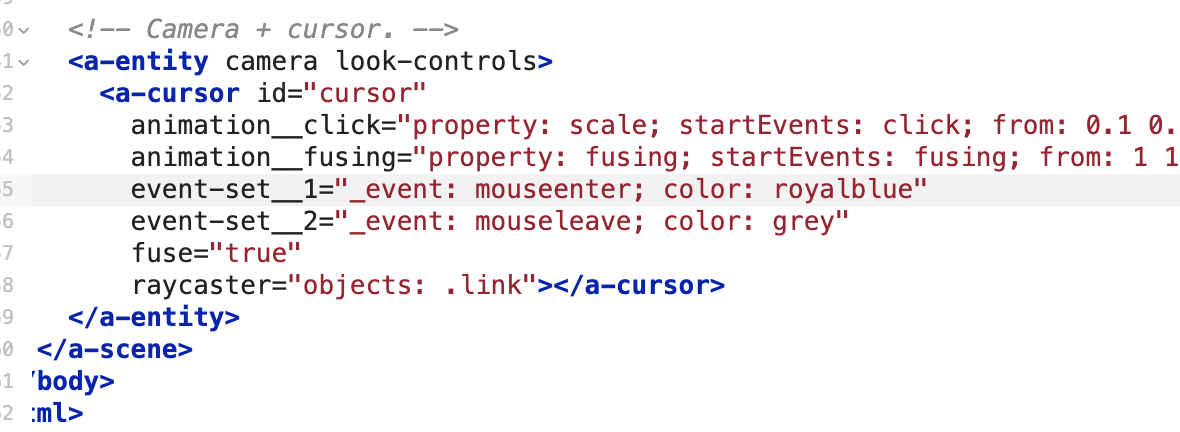 0 <!-- Camera + cursor. -->
1 <a-entity camera look-controls>
2 <a-cursor id="cursor"
3 animation__click="property: scale; startEvents: click; from: 0.1 0.
4 animation__fusing="property: fusing; startEvents: fusing; from: 1 1
5 event-set__1="_event: mouseenter; color: royalblue"
6 event-set__2="_event: mouseleave; color: grey"
7 fuse="true"
8 raycaster="objects: .link"></a-cursor>
9 </a-entity>
0 </a-scene>
1 /body>
2 ml>